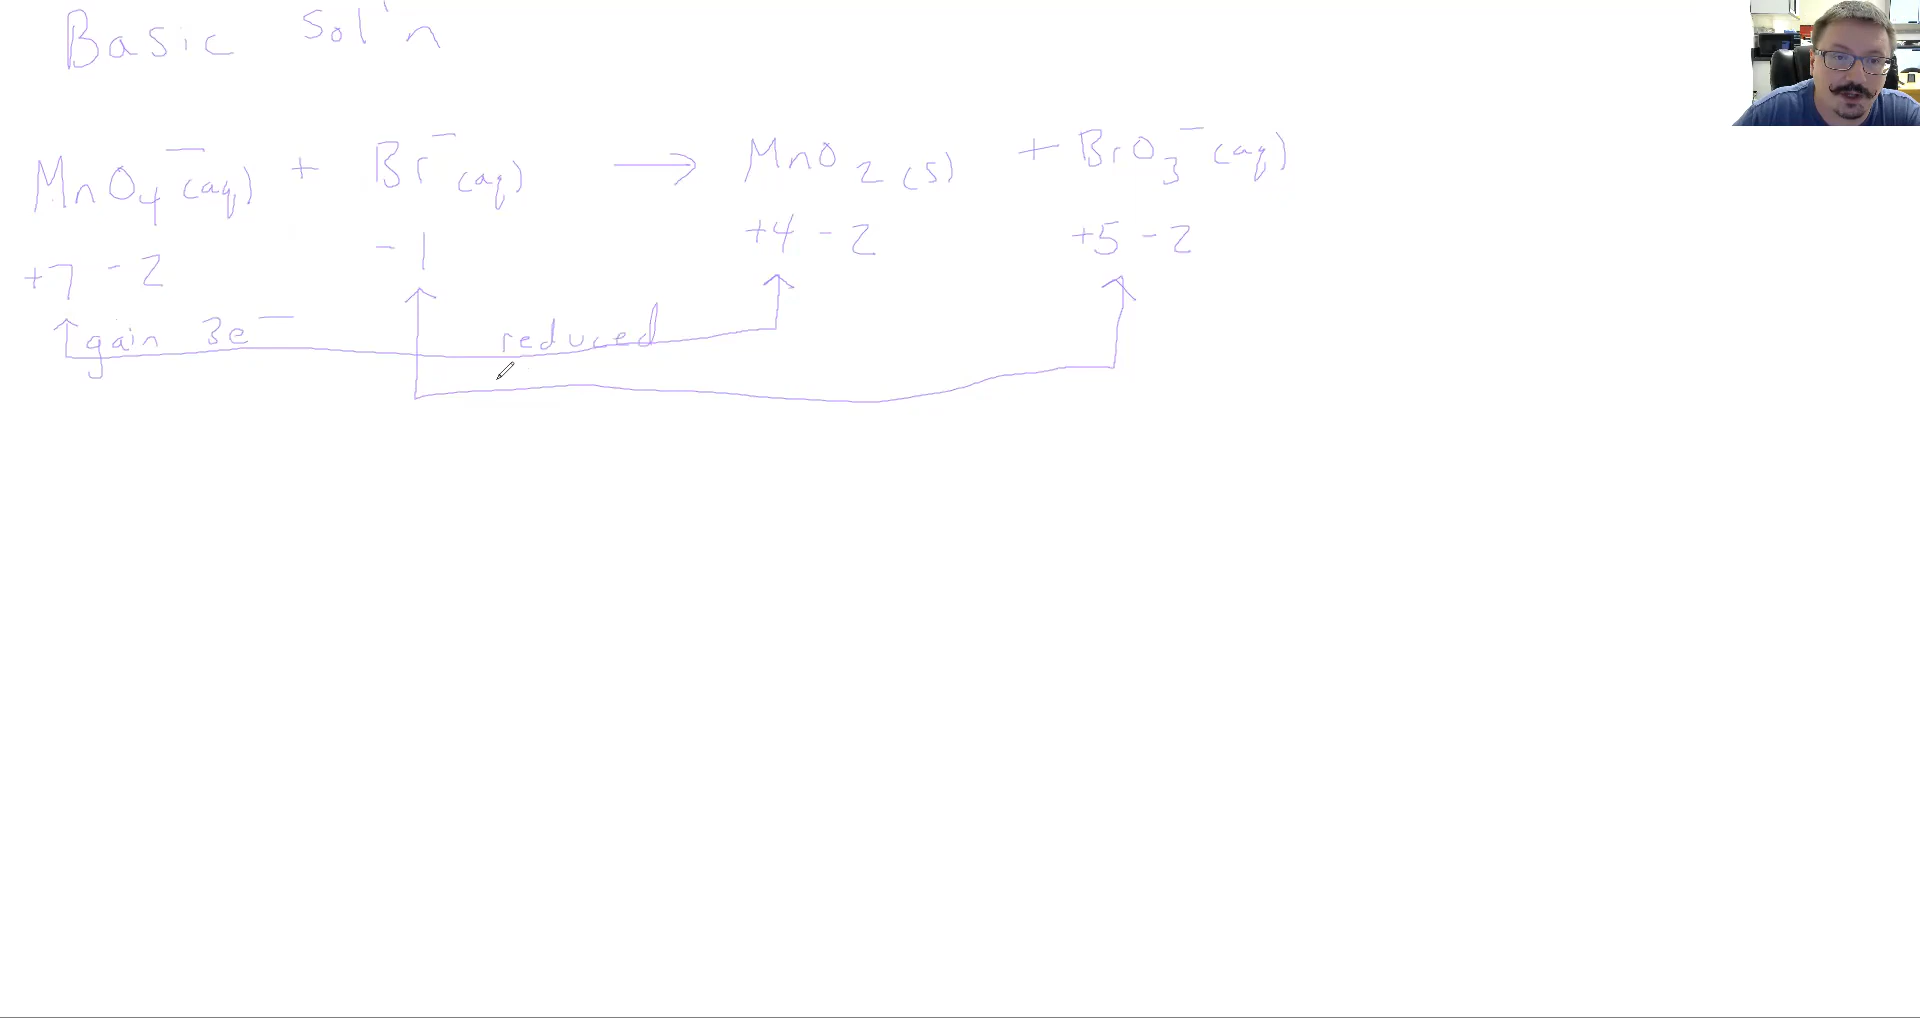 Basic Sol'n
MnO₄⁻(aq) + Br⁻(aq) → MnO₂(s) + BrO₃⁻(aq)
+7 -2 -1 +4 -2 +5 -2
gain 3e⁻ reduced